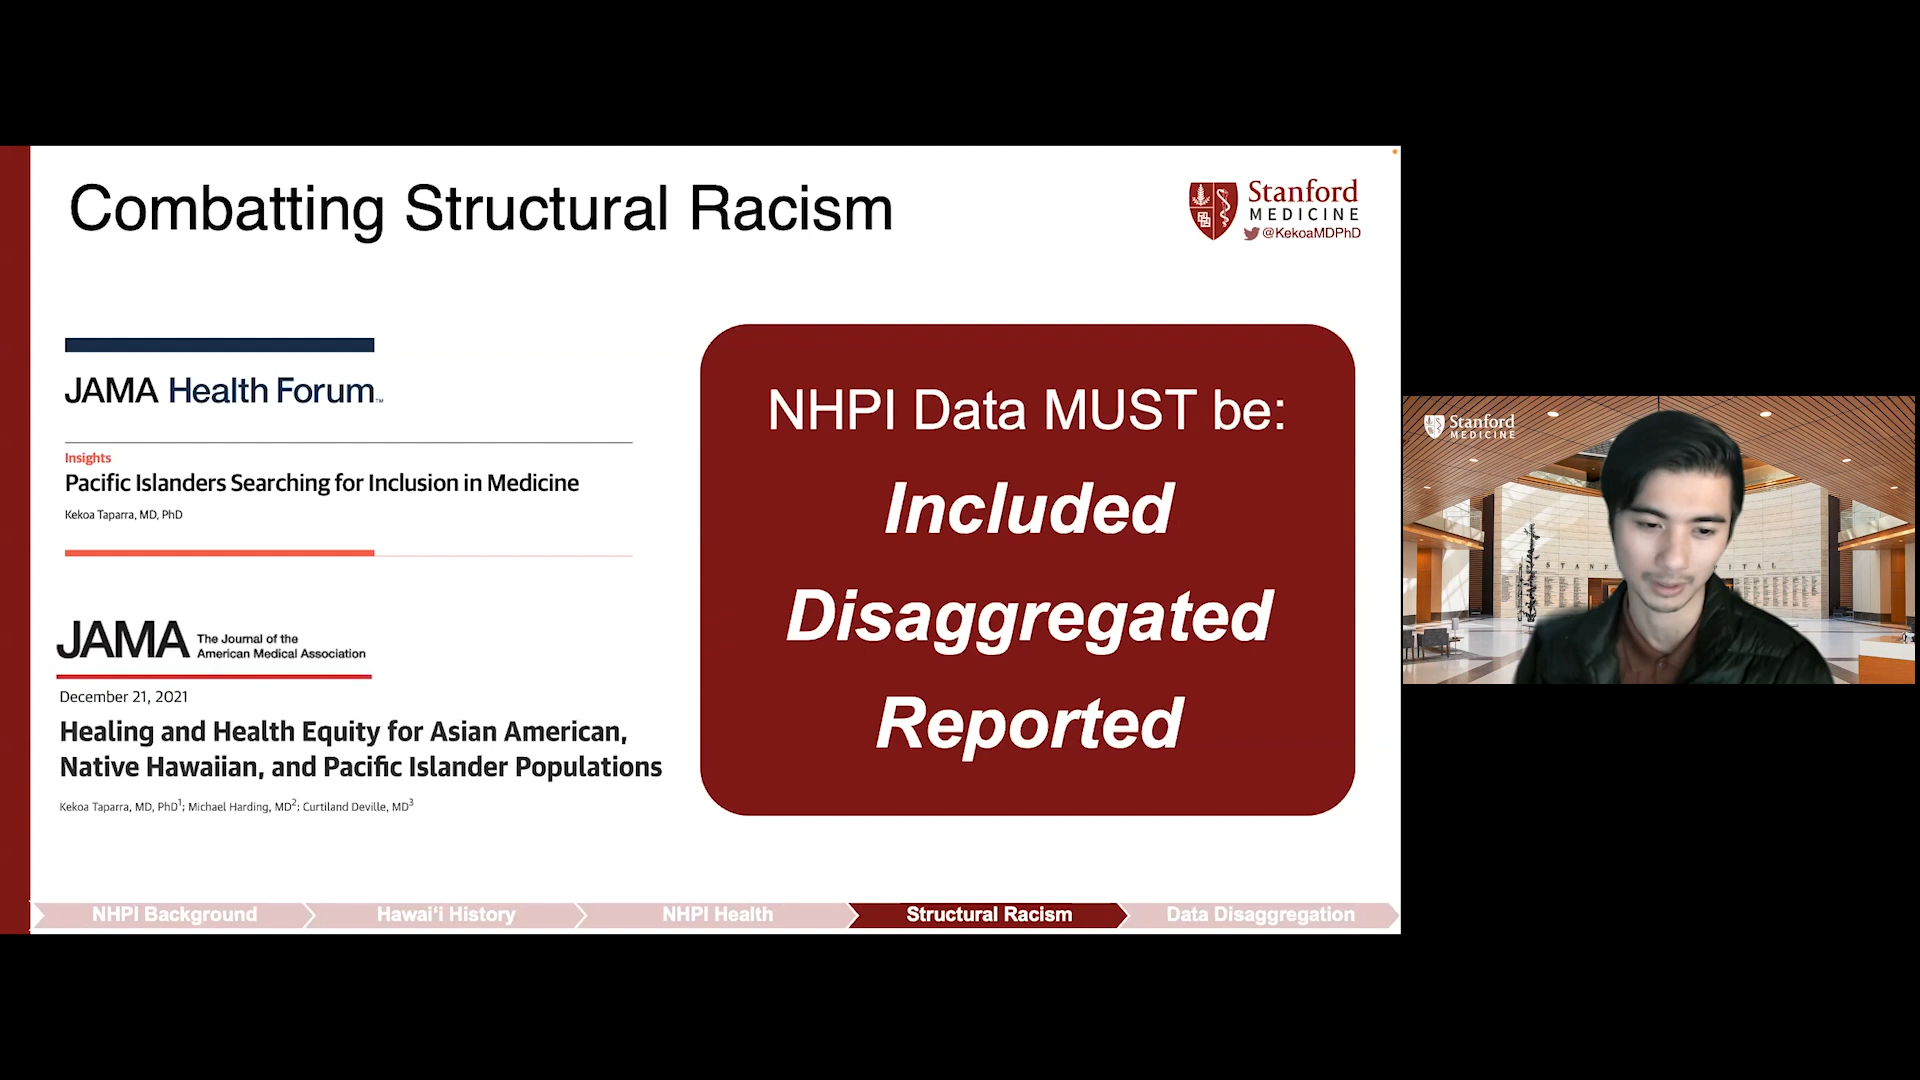 Combatting Structural Racism
Stanford
MEDICINE
@KekoaMDPhD
JAMA Health Forum™
Insights
Pacific Islanders Searching for Inclusion in Medicine
Kekoa Taparra, MD, PhD
JAMA The Journal of the
American Medical Association
December 21, 2021
Healing and Health Equity for Asian American,
Native Hawaiian, and Pacific Islander Populations
Kekoa Taparra, MD, PhD1; Michael Harding, MD2; Curtiland Deville, MD3
NHPI Data MUST be:
Included
Disaggregated
Reported
NHPI Background
Hawai‘i History
NHPI Health
Structural Racism
Data Disaggregation
Stanford
MEDICINE